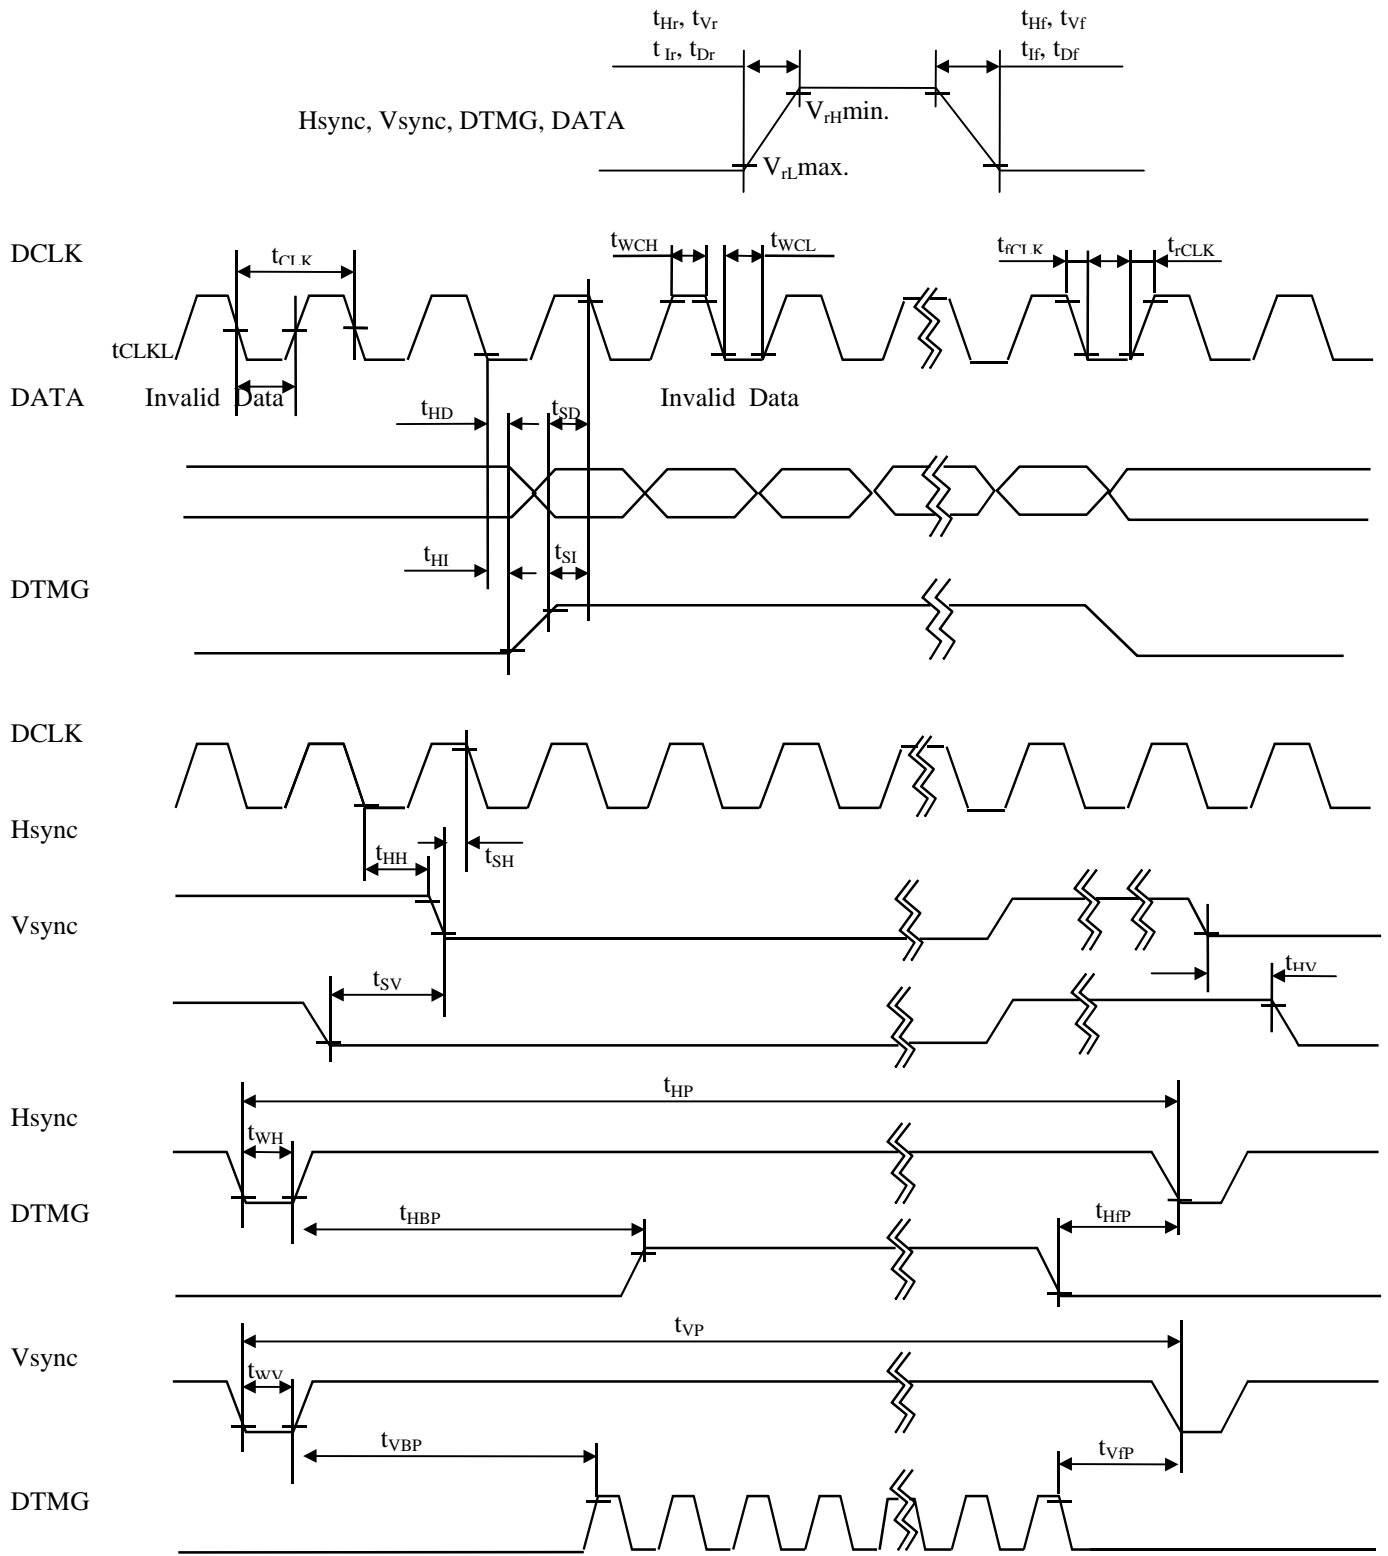 tHr, tVr tHf, tVf
t Ir, tDr tIf, tDf
Hsync, Vsync, DTMG, DATA
VrHmin.
VrLmax.
DCLK tCLK tWCH tWCL tfCLK trCLK
tCLKL
DATA Invalid Data Invalid Data
tHD tSD
tHI tSI
DTMG
DCLK
Hsync
tHH tSH
Vsync
tSV tHV
tHP
Hsync
tWH
DTMG tHBP tHfP
tVP
Vsync
tWV
tVBP tVfP
DTMG